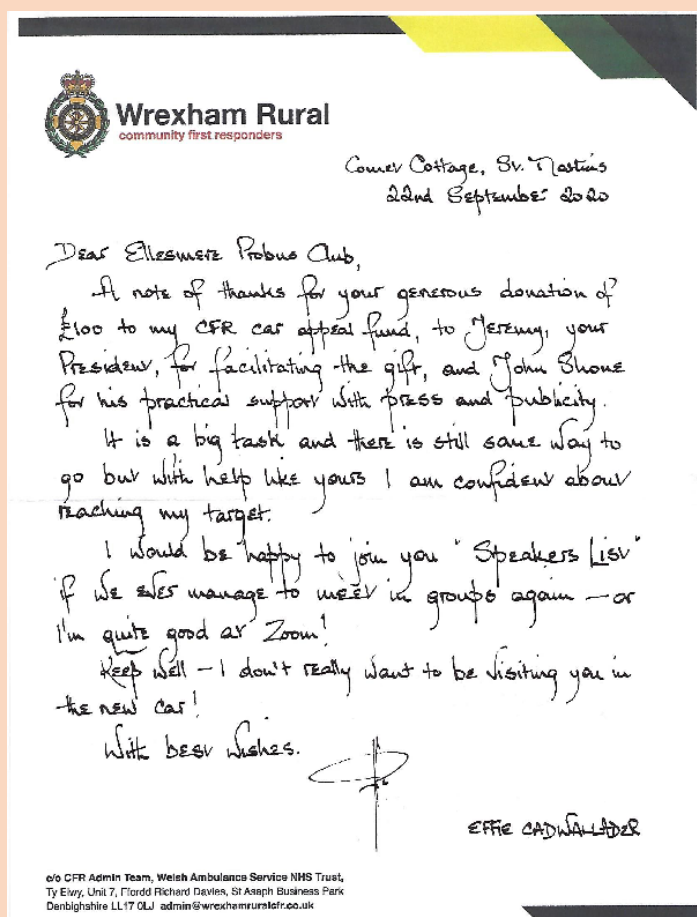 Wrexham Rural
community first responders
Corner Cottage, St. Martins
22nd September 2020
Dear Ellesmere Probus Club,
A note of thanks for your generous donation of
£100 to my CFR car appeal fund, to Jeremy, your
President, for facilitating the gift, and John Shone
for his practical support with press and publicity.
It is a big task and there is still some way to
go but with help like yours I am confident about
reaching my target.
I would be happy to join you "Speakers List"
if we ever manage to meet in groups again – or
I'm quite good at Zoom!
Keep well – I don't really want to be visiting you in
the new car!
With best wishes.
EFFIE CADWALLADER
c/o CFR Admin Team, Welsh Ambulance Service NHS Trust,
Ty Elwy, Unit 7, Ffordd Richard Davies, St Asaph Business Park
Denbighshire LL17 0LJ admin@wrexhamruralcfr.co.uk